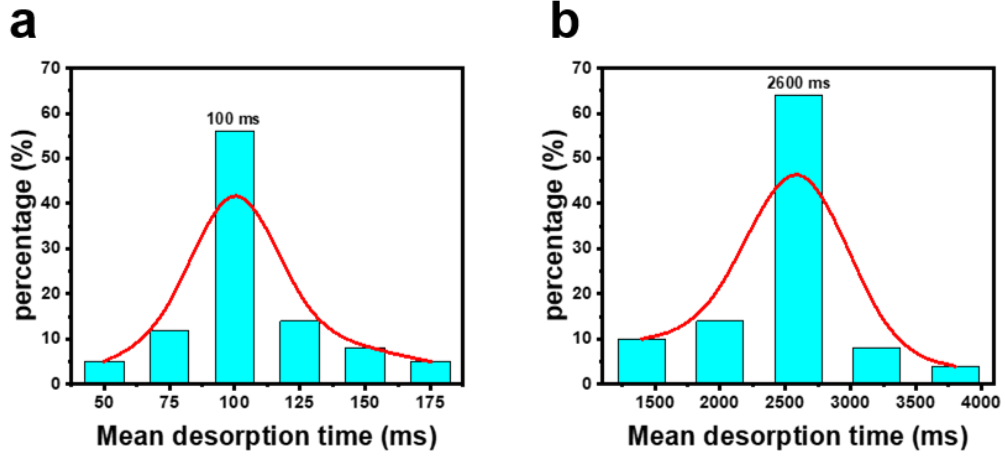 a
b
percentage (%)
70
60
50
40
30
20
10
0
100 ms
50 75 100 125 150 175
Mean desorption time (ms)
percentage (%)
70
60
50
40
30
20
10
0
2600 ms
1500 2000 2500 3000 3500 4000
Mean desorption time (ms)